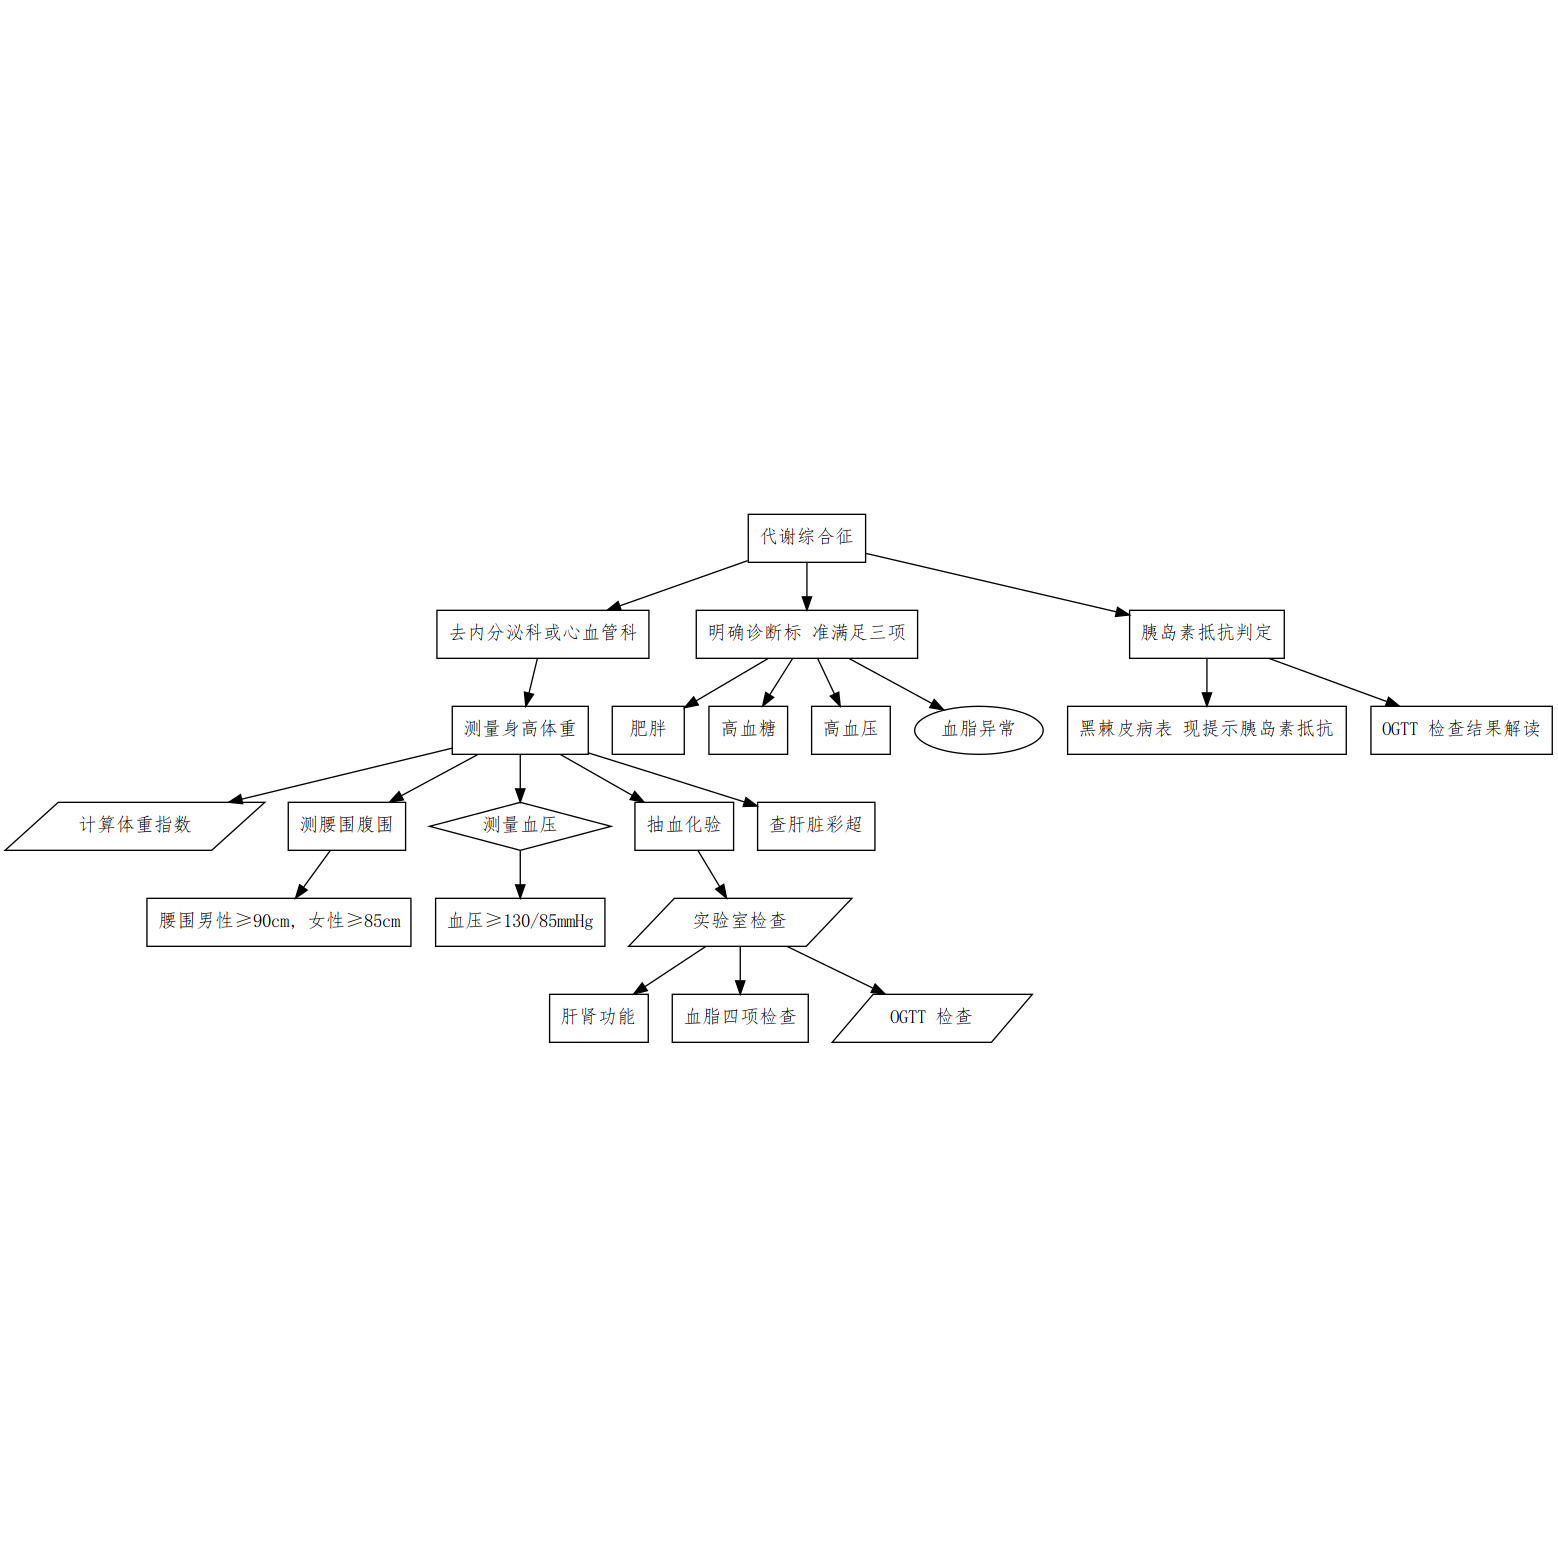 代谢综合征
去内分泌科或心血管科
明确诊断标 准满足三项
胰岛素抵抗判定
测量身高体重
肥胖
高血糖
高血压
血脂异常
黑棘皮病表 现提示胰岛素抵抗
OGTT 检查结果解读
计算体重指数
测腰围腹围
测量血压
抽血化验
查肝脏彩超
腰围男性≥90cm, 女性≥85cm
血压≥130/85mmHg
实验室检查
肝肾功能
血脂四项检查
OGTT 检查